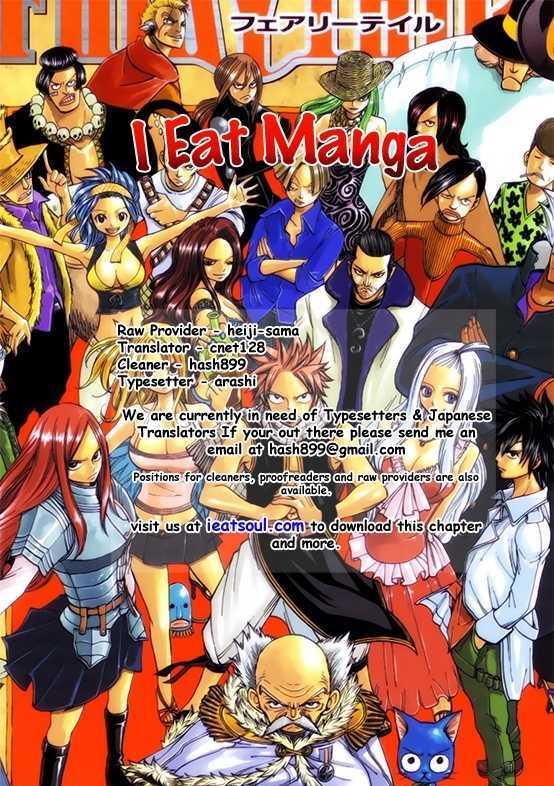 FAIRY TAIL
フェアリーテイル
I Eat Manga
Raw Provider - heiji-sama
Translator - cnet128
Cleaner - hash899
Typesetter - arashi
We are currently in need of Typesetters & Japanese
Translators If your out there please send me an
email at hash899@gmail.com
Positions for cleaners, proofreaders and raw providers are also
available.
visit us at ieatsoul.com to download this chapter
and more.